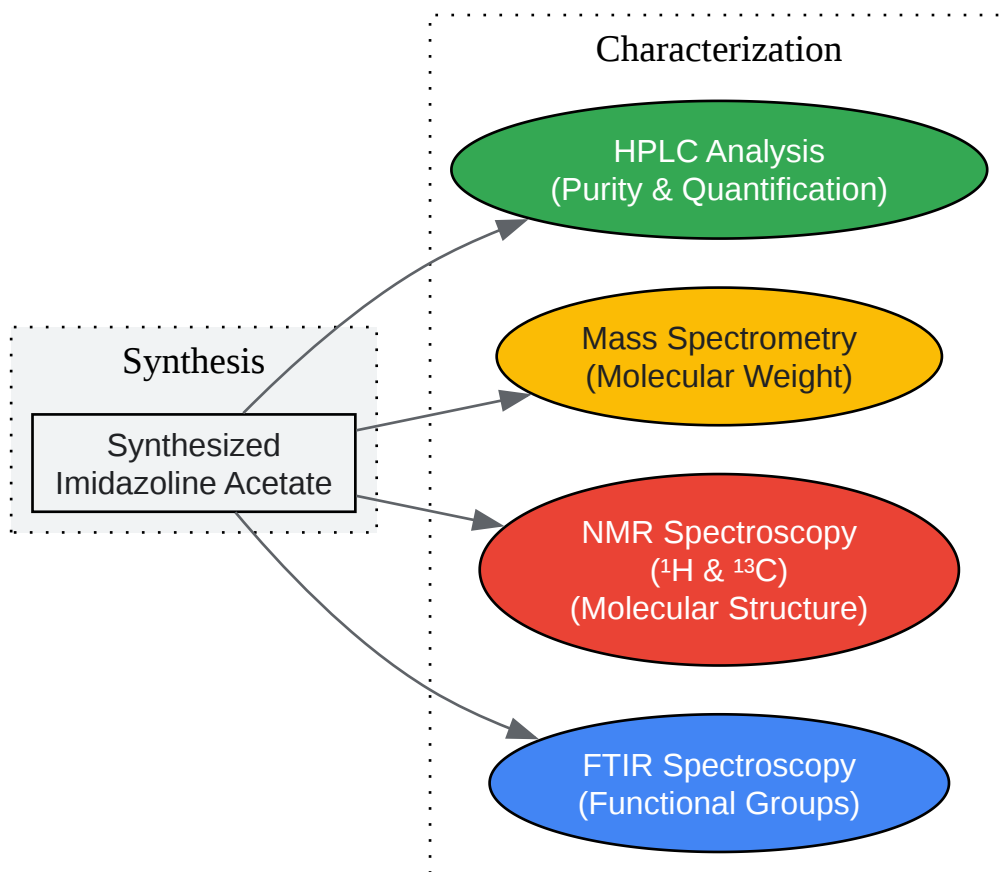 Characterization
HPLC Analysis
(Purity & Quantification)
Mass Spectrometry
(Molecular Weight)
Synthesis
Synthesized
Imidazoline Acetate
NMR Spectroscopy
(¹H & ¹³C)
(Molecular Structure)
FTIR Spectroscopy
(Functional Groups)